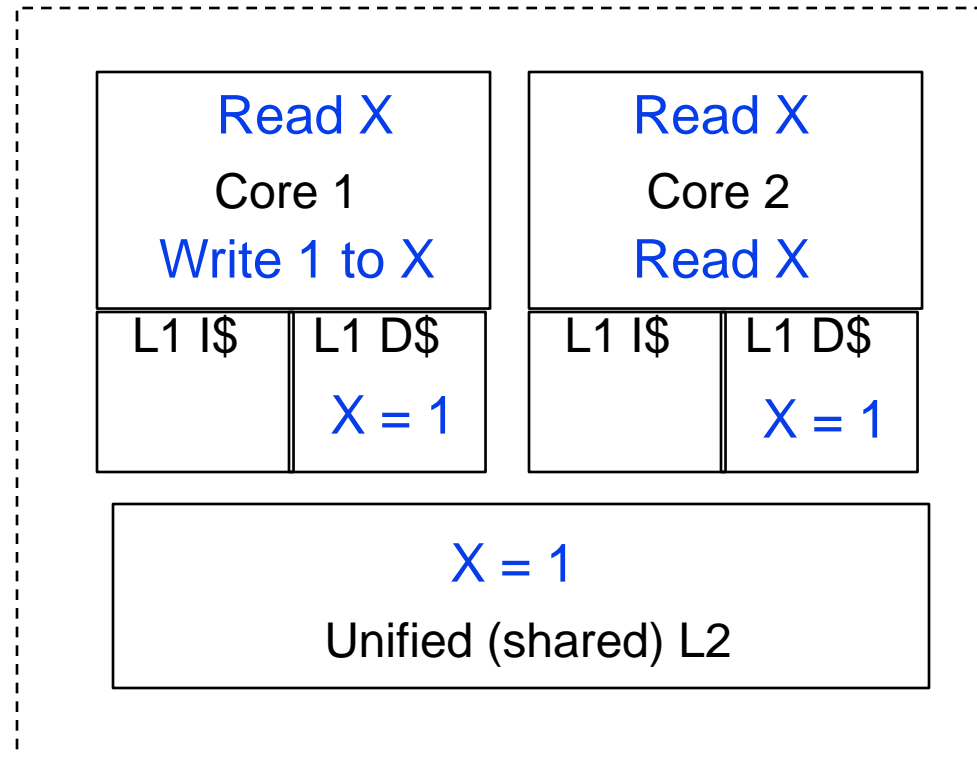 Read X
Core 1
Write 1 to X
Read X
Core 2
Read X
L1 I$
L1 D$
X = 1
L1 I$
L1 D$
X = 1
X = 1
Unified (shared) L2